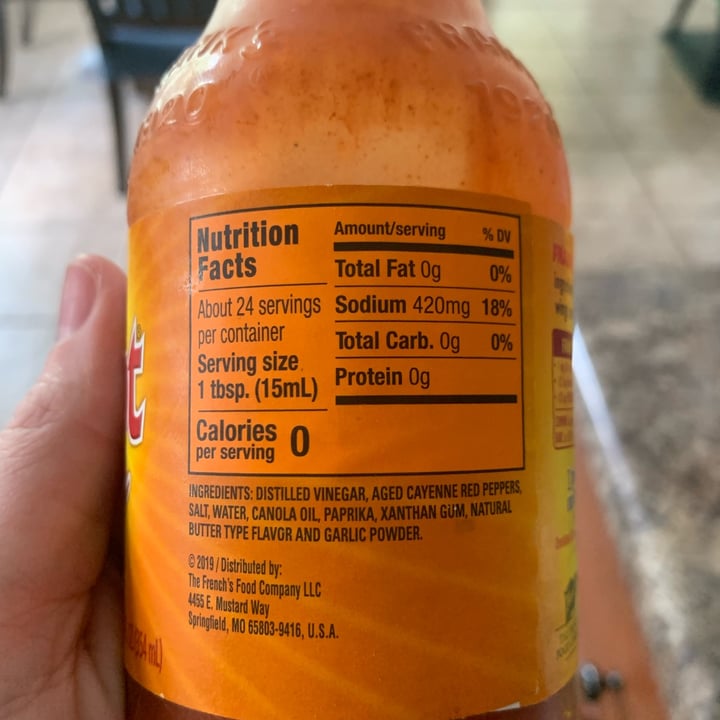 Nutrition
Facts
About 24 servings
per container
Serving size
1 tbsp. (15mL)
Calories
per serving 0
Amount/serving % DV
Total Fat 0g 0%
Sodium 420mg 18%
Total Carb. 0g 0%
Protein 0g
INGREDIENTS: DISTILLED VINEGAR, AGED CAYENNE RED PEPPERS,
SALT, WATER, CANOLA OIL, PAPRIKA, XANTHAN GUM, NATURAL
BUTTER TYPE FLAVOR AND GARLIC POWDER.
© 2019 / Distributed by:
The French's Food Company LLC
4455 E. Mustard Way
Springfield, MO 65803-9416, U.S.A.